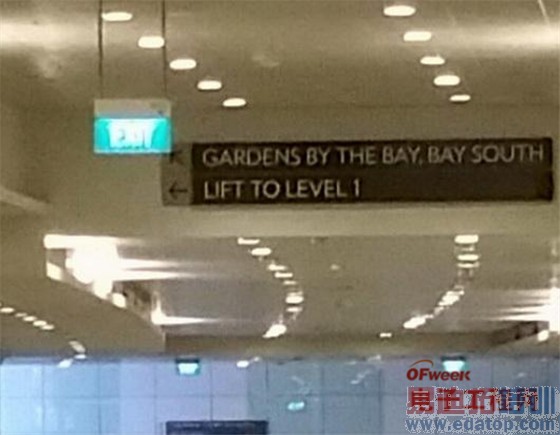 EXIT
GARDENS BY THE BAY, BAY SOUTH
LIFT TO LEVEL 1
OFweek
www.edatop.com